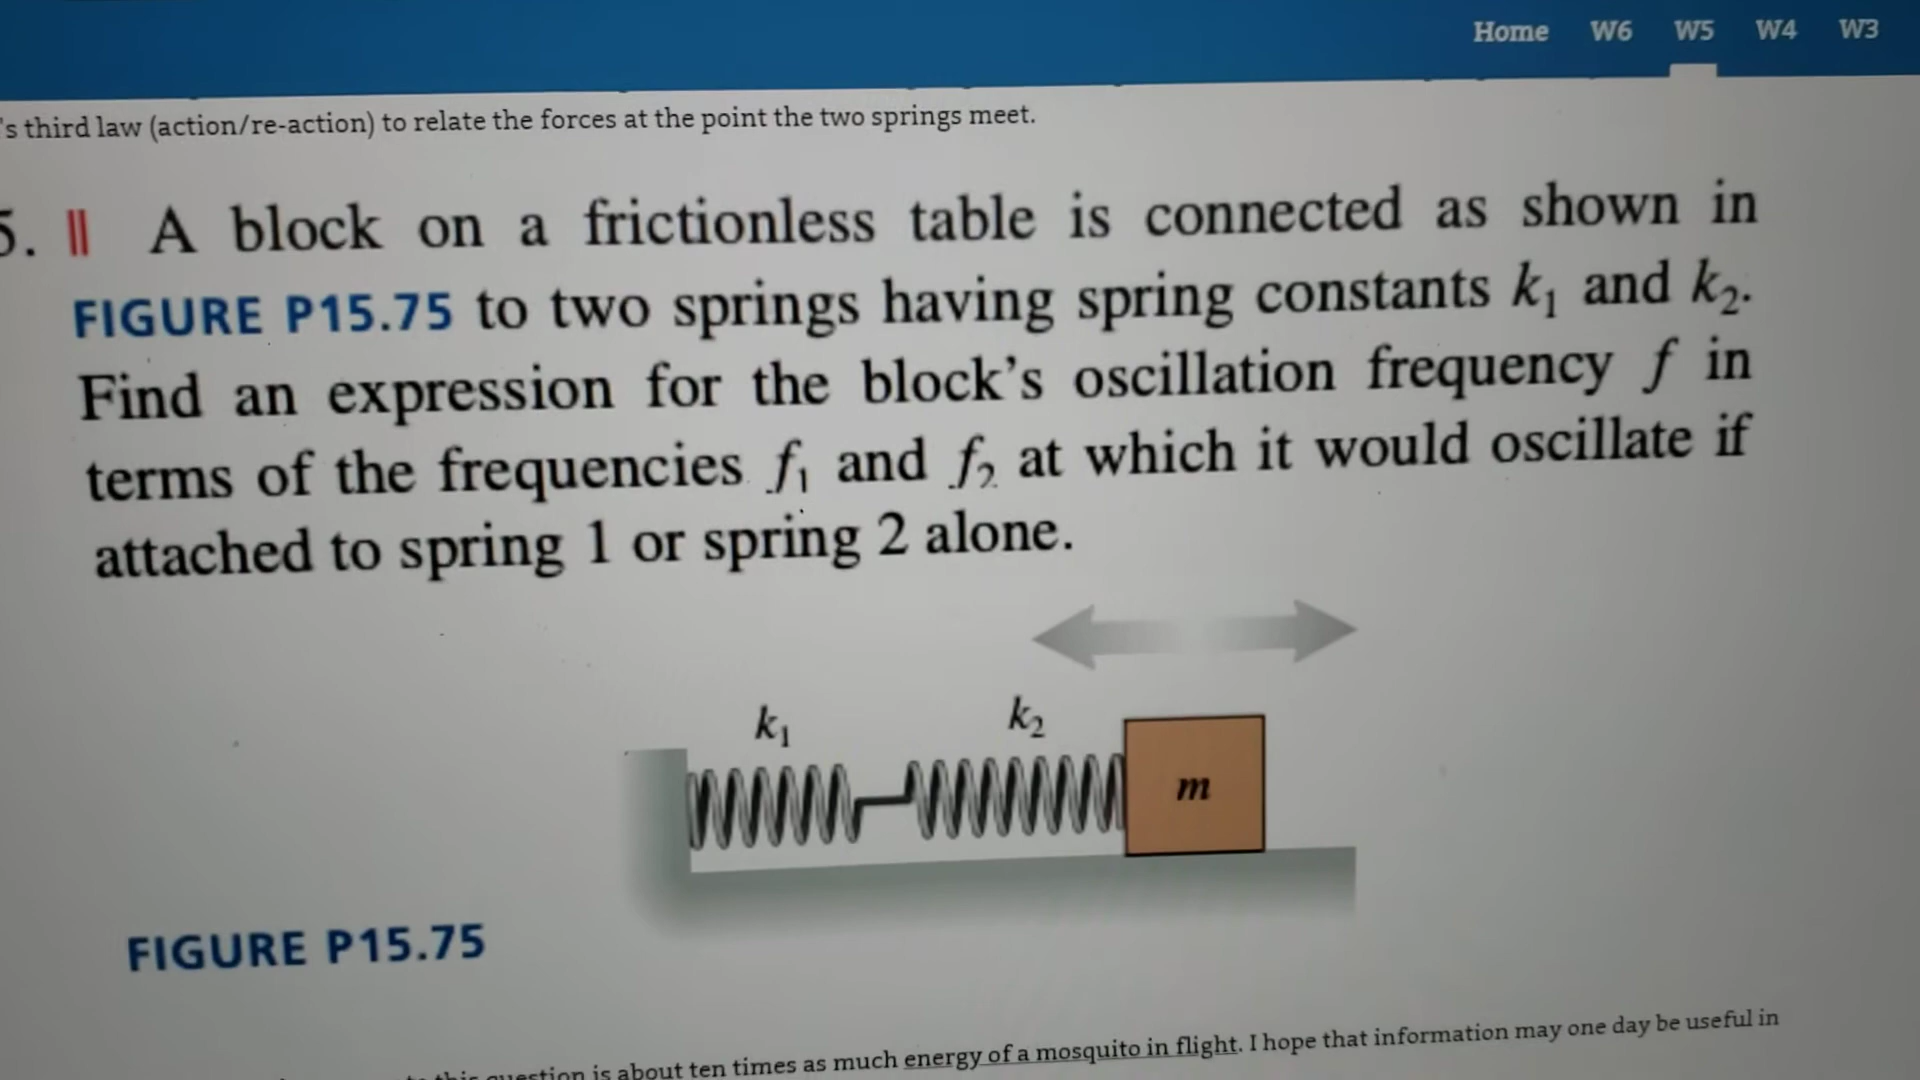 Home W6 W5 W4 W3
's third law (action/re-action) to relate the forces at the point the two springs meet.
5. || A block on a frictionless table is connected as shown in
FIGURE P15.75 to two springs having spring constants k₁ and k₂.
Find an expression for the block's oscillation frequency f in
terms of the frequencies f₁ and f₂ at which it would oscillate if
attached to spring 1 or spring 2 alone.
k₁ k₂
m
FIGURE P15.75
this question is about ten times as much energy of a mosquito in flight. I hope that information may one day be useful in